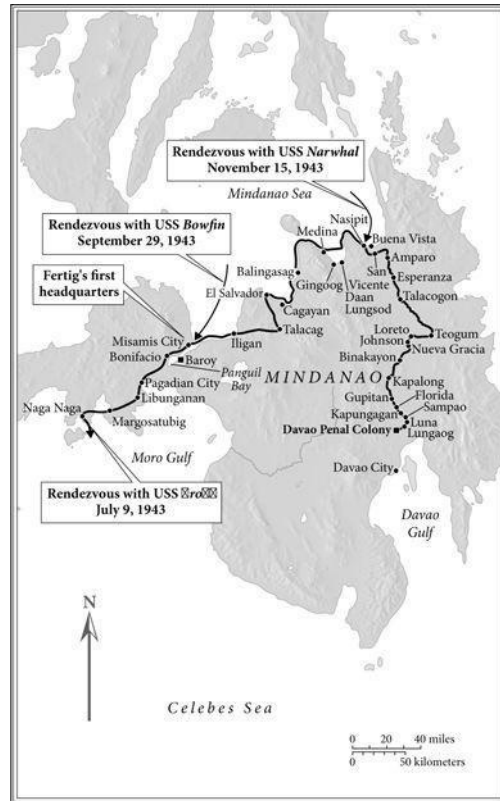 Rendezvous with USS Narwhal
November 15, 1943
Mindanao Sea
Nasipit
Rendezvous with USS Bowfin
September 29, 1943
Medina
Buena Vista
Amparo
San
Vicente
Balingasag
Gingoog
Esperanza
Fertig's first
headquarters
El Salvador
Daan
Lungsod
Talacogon
Cagayan
Misamis City
Iligan
Talacag
Loreto
Teogum
Johnson
Nueva Gracia
Bonifacio
Baroy
Panguil
Bay
Binakayon
MINDANAO
Pagadian City
Kapalong
Naga Naga
Libunganan
Gupitan
Florida
Margosatubig
Kapungagan
Sampao
Luna
Davao Penal Colony
Lungaog
Moro Gulf
Davao City
Rendezvous with USS
July 9, 1943
Davao
Gulf
N
Celebes Sea
0 20 40 miles
0 50 kilometers